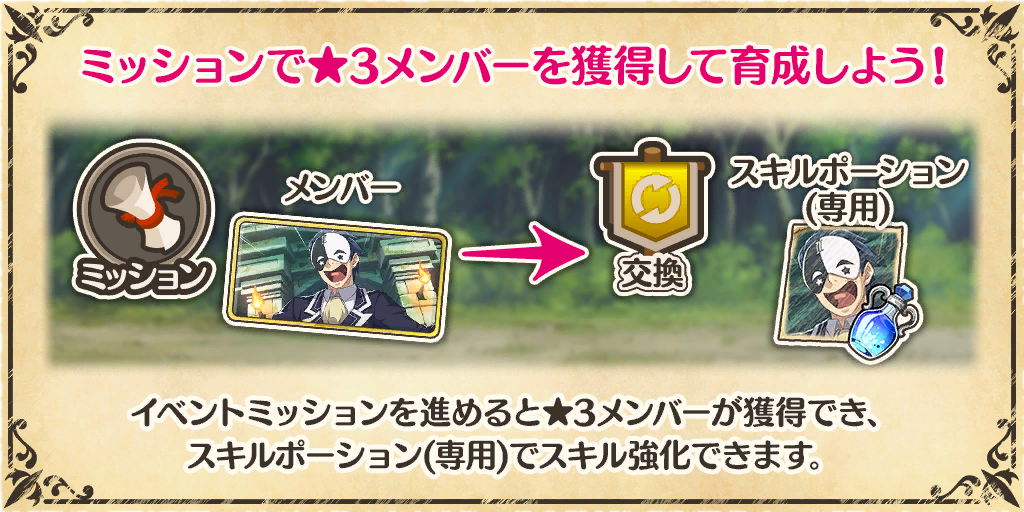 ミッションで★3メンバーを獲得して育成しよう!
メンバー
ミッション
交換
スキルポーション
(専用)
イベントミッションを進めると★3メンバーが獲得でき、
スキルポーション(専用)でスキル強化できます。